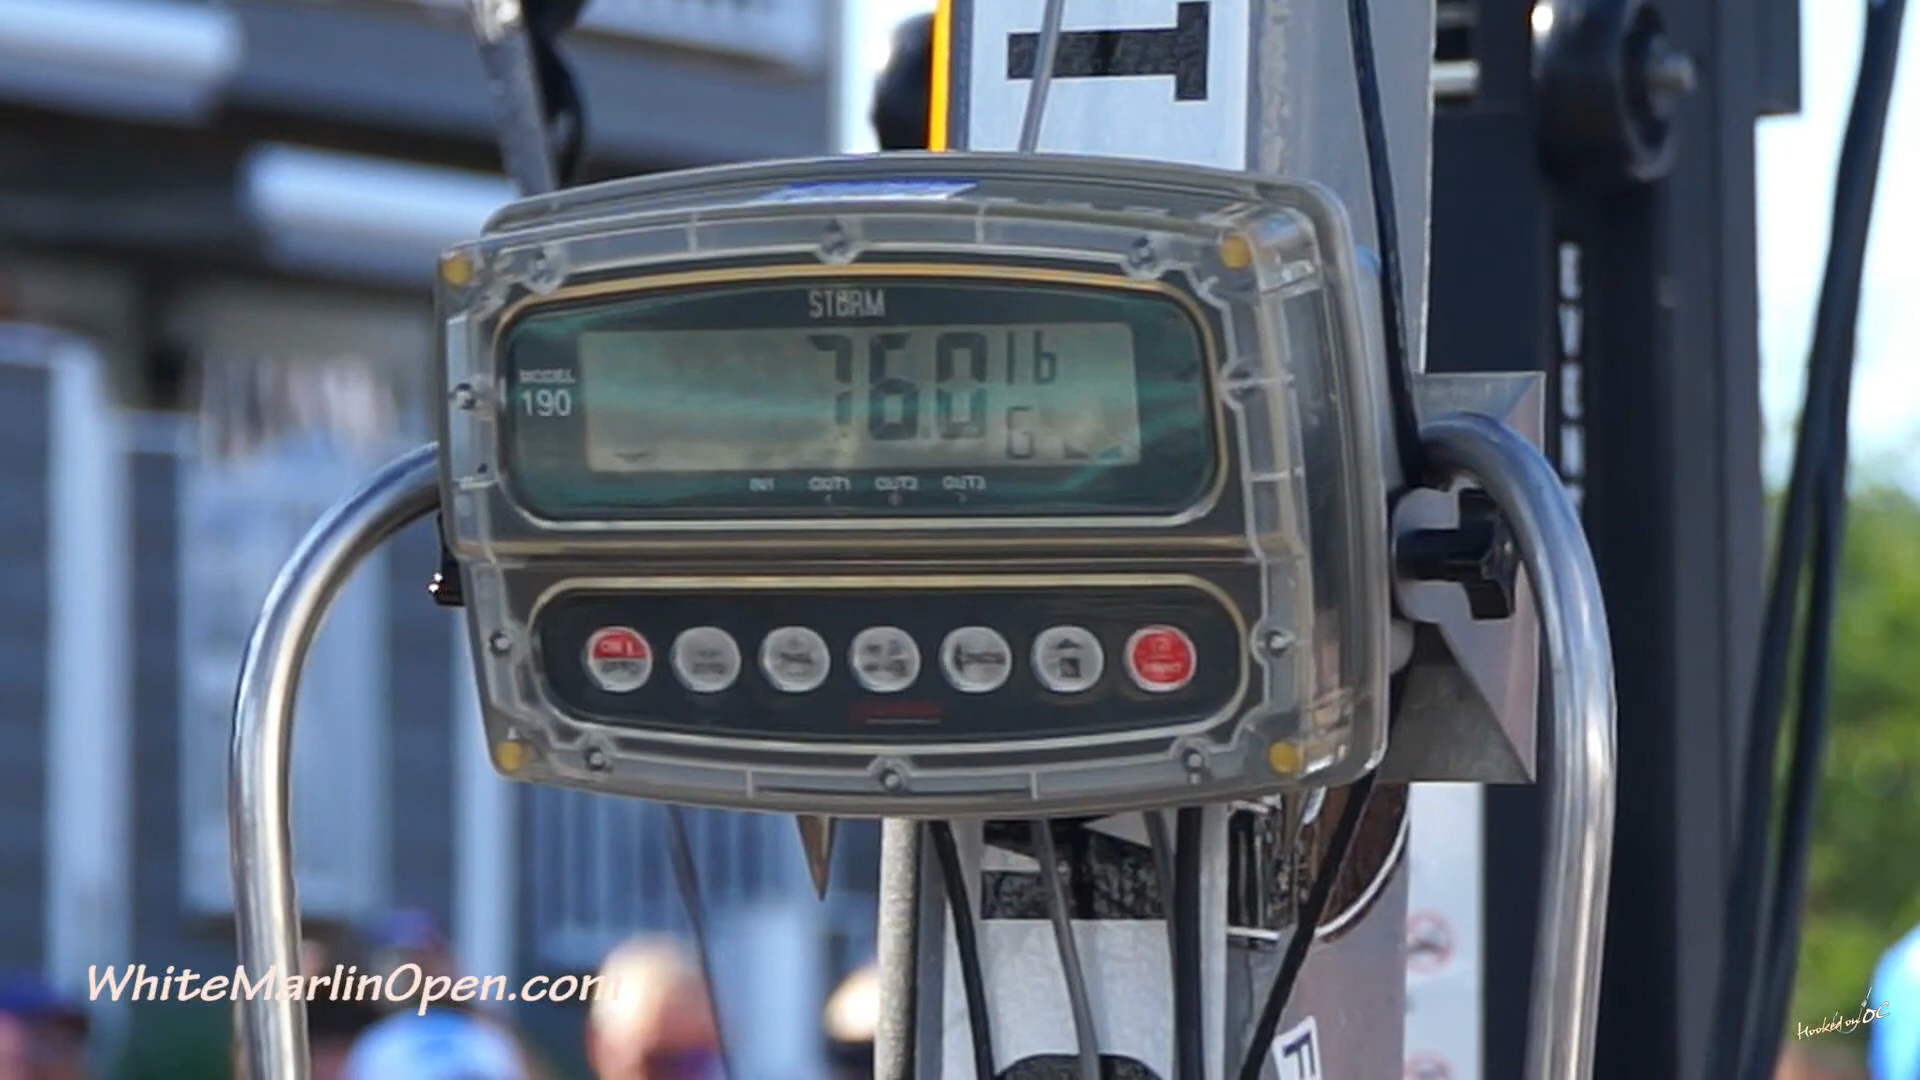 T
STORM
MODEL
190
76.0 lb
G
IN1 OUT1 OUT2 OUT3
WhiteMarlinOpen.com
Hooked on OC
F